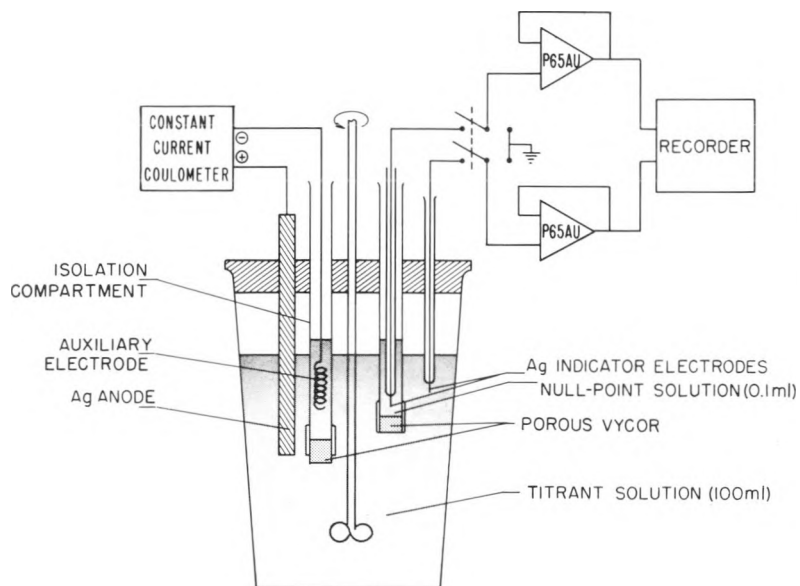 P65AU
CONSTANT
CURRENT
COULOMETER
⊖
⊕
RECORDER
P65AU
ISOLATION
COMPARTMENT
AUXILIARY
ELECTRODE
Ag ANODE
Ag INDICATOR ELECTRODES
NULL-POINT SOLUTION (0.1ml)
POROUS VYCOR
TITRANT SOLUTION (100ml)